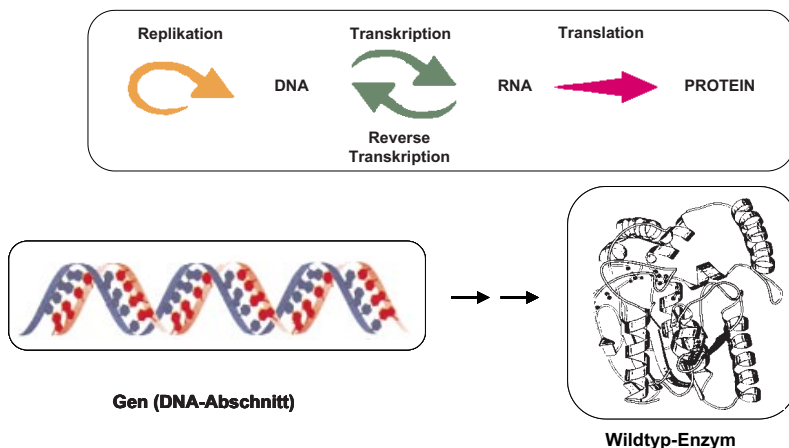 Replikation Transkription Translation
DNA RNA PROTEIN
Reverse
Transkription
Gen (DNA-Abschnitt)
Wildtyp-Enzym